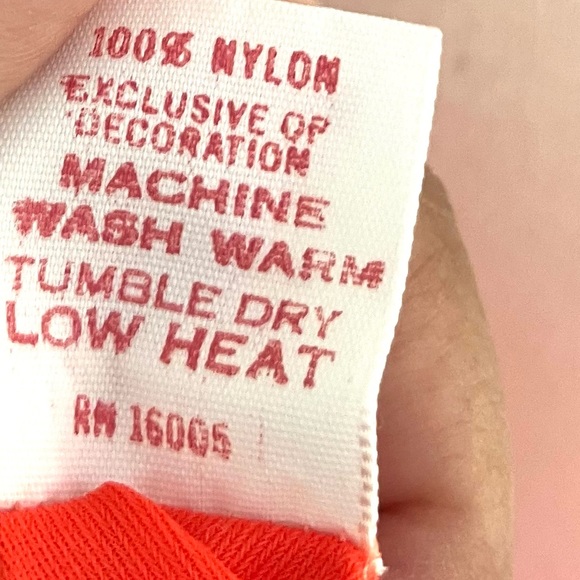 100% NYLON
EXCLUSIVE OF
DECORATION
MACHINE
WASH WARM
TUMBLE DRY
LOW HEAT
RN 16005